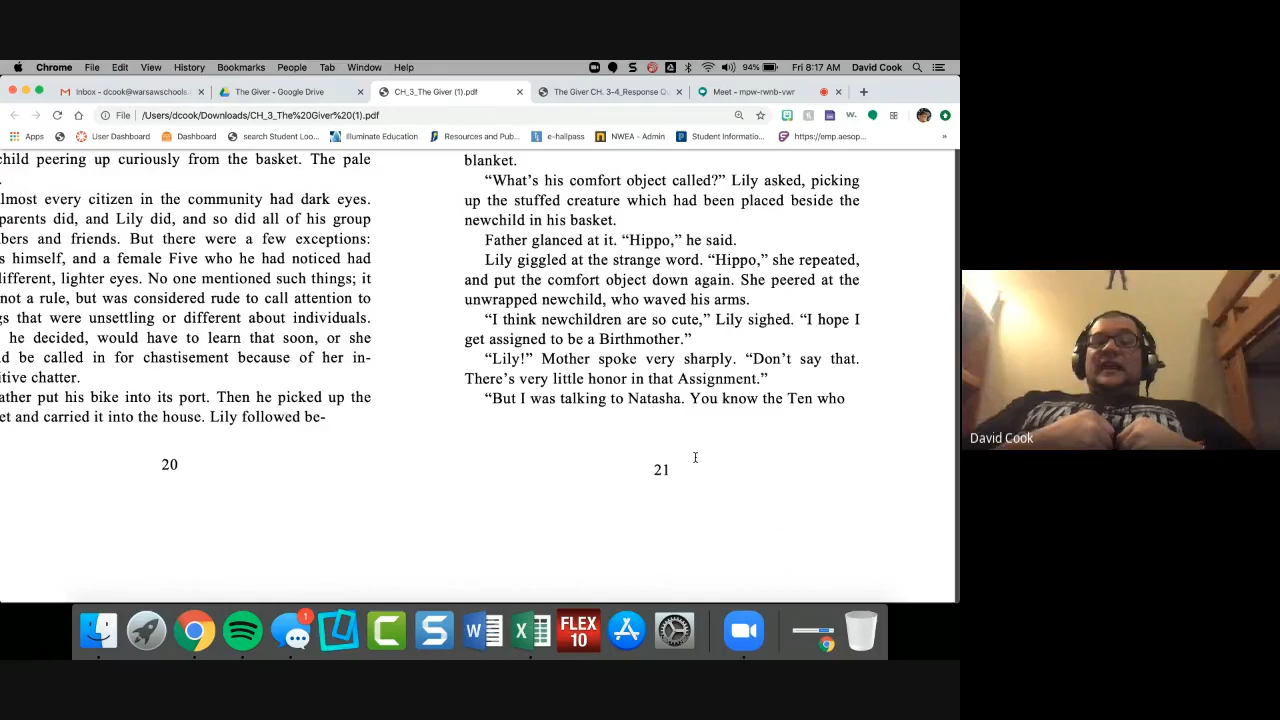 Chrome File Edit View History Bookmarks People Tab Window Help 94% Fri 8:17 AM David Cook
Inbox - dcook@warsawschools. The Giver - Google Drive CH_3_The Giver (1).pdf The Giver CH. 3-4_Response Q Meet - mpw-rwnb-vwr
File /Users/dcook/Downloads/CH_3_The%20Giver%20(1).pdf
Apps User Dashboard Dashboard search Student Loo... Illuminate Education Resources and Pub... e-hallpass NWEA - Admin Student Informatio... https://emp.aesop... »
child peering up curiously from the basket. The pale
.
almost every citizen in the community had dark eyes.
parents did, and Lily did, and so did all of his group
bers and friends. But there were a few exceptions:
s himself, and a female Five who he had noticed had
different, lighter eyes. No one mentioned such things; it
not a rule, but was considered rude to call attention to
gs that were unsettling or different about individuals.
he decided, would have to learn that soon, or she
d be called in for chastisement because of her in-
itive chatter.
ather put his bike into its port. Then he picked up the
et and carried it into the house. Lily followed be-
20
blanket.
“What’s his comfort object called?” Lily asked, picking
up the stuffed creature which had been placed beside the
newchild in his basket.
Father glanced at it. “Hippo,” he said.
Lily giggled at the strange word. “Hippo,” she repeated,
and put the comfort object down again. She peered at the
unwrapped newchild, who waved his arms.
“I think newchildren are so cute,” Lily sighed. “I hope I
get assigned to be a Birthmother.”
“Lily!” Mother spoke very sharply. “Don’t say that.
There’s very little honor in that Assignment.”
“But I was talking to Natasha. You know the Ten who
21
David Cook
1
FLEX
10